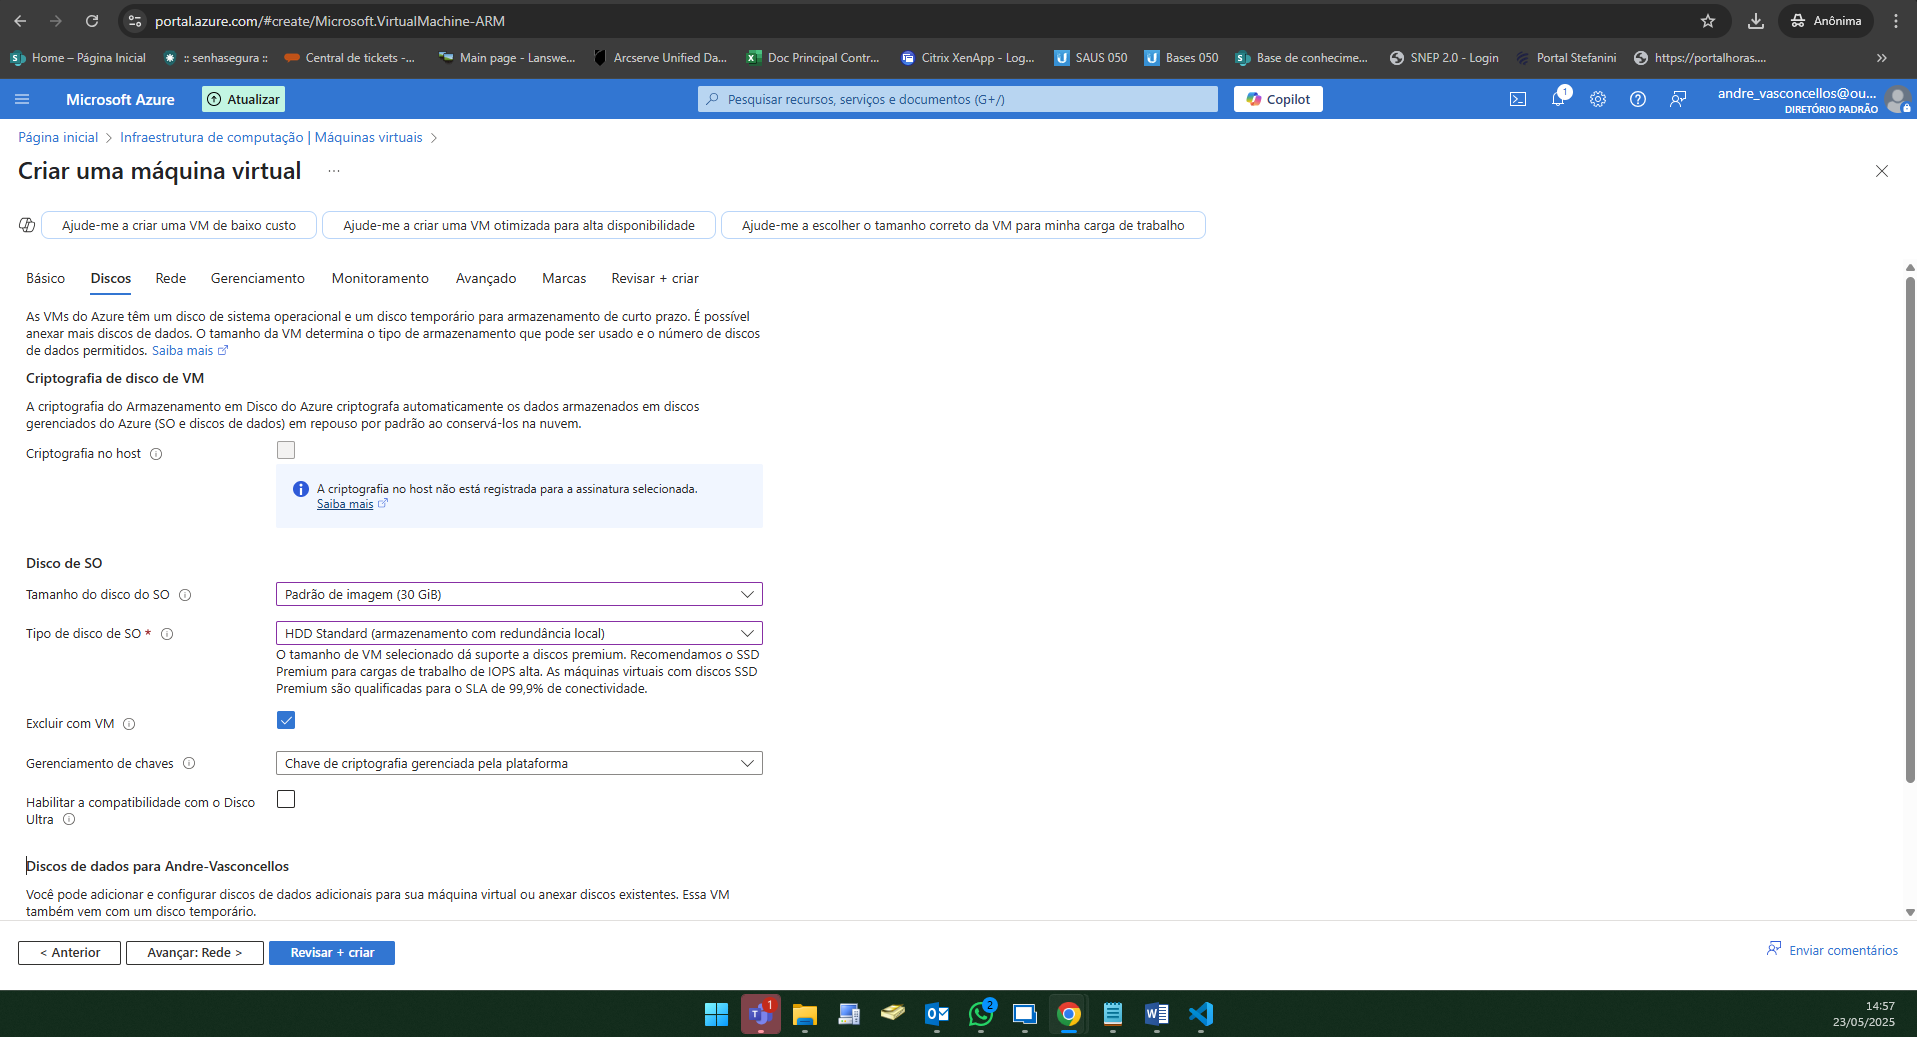 portal.azure.com/#create/Microsoft.VirtualMachine-ARM
Anônima
Home – Página Inicial
:: senhasegura ::
Central de tickets -...
Main page - Lanswe...
Arcserve Unified Da...
Doc Principal Contr...
Citrix XenApp - Log...
SAUS 050
Bases 050
Base de conhecime...
SNEP 2.0 - Login
Portal Stefanini
https://portalhoras....
Microsoft Azure
Atualizar
Pesquisar recursos, serviços e documentos (G+/)
Copilot
1
andre_vasconcellos@ou...
DIRETÓRIO PADRÃO
Página inicial > Infraestrutura de computação | Máquinas virtuais >
Criar uma máquina virtual ...
Ajude-me a criar uma VM de baixo custo
Ajude-me a criar uma VM otimizada para alta disponibilidade
Ajude-me a escolher o tamanho correto da VM para minha carga de trabalho
Básico
Discos
Rede
Gerenciamento
Monitoramento
Avançado
Marcas
Revisar + criar
As VMs do Azure têm um disco de sistema operacional e um disco temporário para armazenamento de curto prazo. É possível
anexar mais discos de dados. O tamanho da VM determina o tipo de armazenamento que pode ser usado e o número de discos
de dados permitidos. Saiba mais
Criptografia de disco de VM
A criptografia do Armazenamento em Disco do Azure criptografa automaticamente os dados armazenados em discos
gerenciados do Azure (SO e discos de dados) em repouso por padrão ao conservá-los na nuvem.
Criptografia no host
A criptografia no host não está registrada para a assinatura selecionada.
Saiba mais
Disco de SO
Tamanho do disco do SO
Padrão de imagem (30 GiB)
Tipo de disco de SO *
HDD Standard (armazenamento com redundância local)
O tamanho de VM selecionado dá suporte a discos premium. Recomendamos o SSD
Premium para cargas de trabalho de IOPS alta. As máquinas virtuais com discos SSD
Premium são qualificadas para o SLA de 99,9% de conectividade.
Excluir com VM
Gerenciamento de chaves
Chave de criptografia gerenciada pela plataforma
Habilitar a compatibilidade com o Disco
Ultra
Discos de dados para Andre-Vasconcellos
Você pode adicionar e configurar discos de dados adicionais para sua máquina virtual ou anexar discos existentes. Essa VM
também vem com um disco temporário.
< Anterior
Avançar: Rede >
Revisar + criar
Enviar comentários
1
2
14:57
23/05/2025